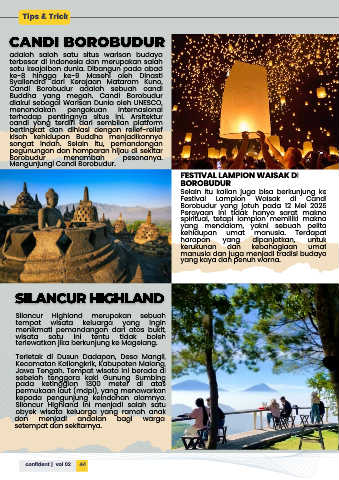 Tips & Trick
CANDI BOROBUDUR
adalah salah satu situs warisan budaya
terbesar di Indonesia dan merupakan salah
satu keajaiban dunia. Dibangun pada abad
ke-8 hingga ke-9 Masehi oleh Dinasti
Syailendra dari Kerajaan Mataram Kuno,
Candi Borobudur adalah sebuah candi
Buddha yang megah. Candi Borobudur
diakui sebagai Warisan Dunia oleh UNESCO,
menandakan pengakuan internasional
terhadap pentingnya situs ini. Arsitektur
candi yang terdiri dari sembilan platform
bertingkat dan dihiasi dengan relief-relief
kisah kehidupan Buddha menjadikannya
sangat indah. Selain itu, pemandangan
pegunungan dan hamparan hijau di sekitar
Borobudur menambah pesonanya.
Mengunjungi Candi Borobudur.
FESTIVAL LAMPION WAISAK DI
BOROBUDUR
Selain itu kalian juga bisa berkunjung ke
Festival Lampion Waisak di Candi
Borobudur yang jatuh pada 12 Mei 2025
Perayaan ini tidak hanya sarat makna
spiritual, tetapi lampion memiliki makna
yang mendalam, yakni sebuah pelita
kehidupan umat manusia. Terdapat
harapan yang dipanjatkan, untuk
kerukunan dan kebahagiaan umat
manusia dan juga menjadi tradisi budaya
yang kaya dan penuh warna.
SILANCUR HIGHLAND
Silancur Highland merupakan sebuah
tempat wisata keluarga yang ingin
menikmati pemandangan dari atas bukit,
wisata satu ini tentu tidak boleh
terlewatkan jika berkunjung ke Magelang.
Terletak di Dusun Dadapan, Desa Mangli,
Kecamatan Kaliangkrik, Kabupaten Malang,
Jawa Tengah. Tempat wisata ini berada di
sebelah tenggara kaki Gunung Sumbing
pada ketinggian 1300 meter di atas
permukaan laut (mdpl), yang menawarkan
kepada pengunjung keindahan alamnya.
Silancur Highland ini menjadi salah satu
obyek wisata keluarga yang ramah anak
dan menjadi andalan bagi warga
setempat dan sekitarnya.
confident | vol 02